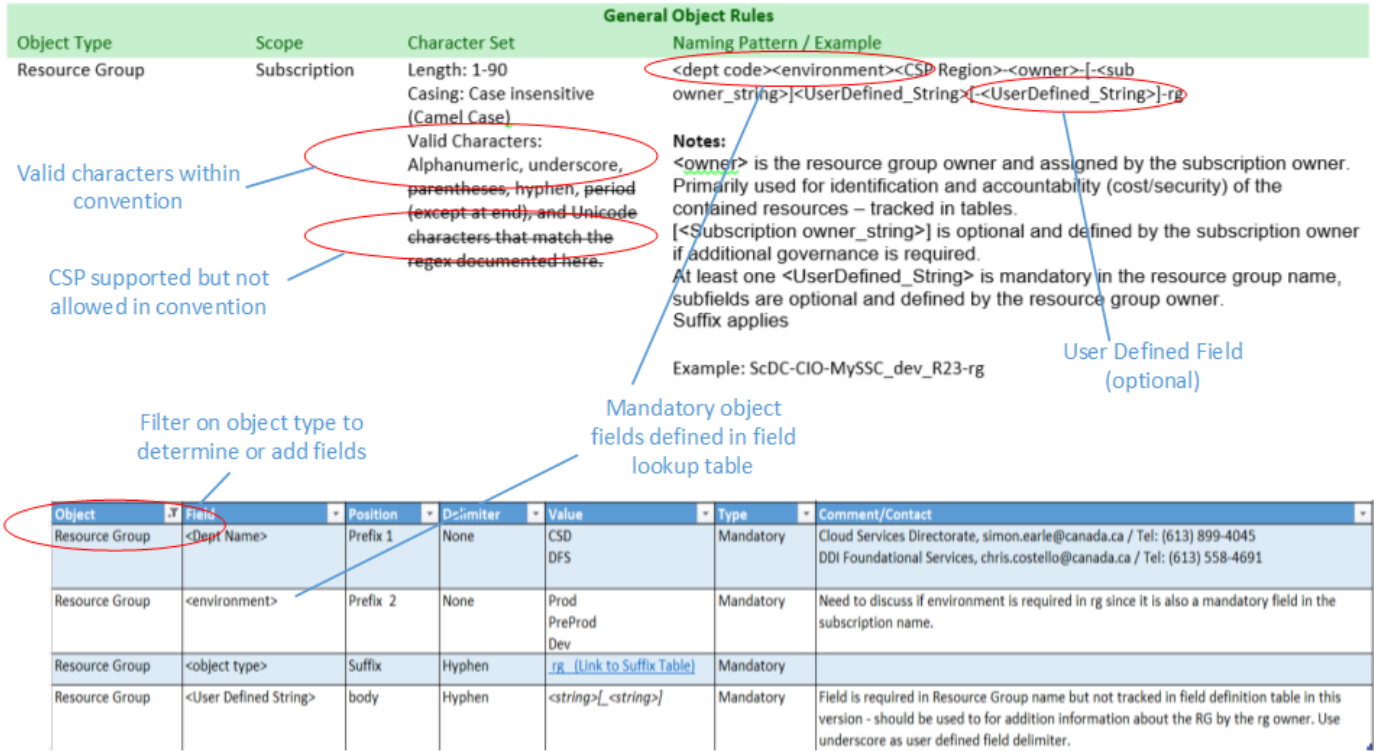 General Object Rules
Object Type Scope Character Set Naming Pattern / Example
Resource Group Subscription Length: 1-90 <dept code><environment><CSP Region>-<owner>-[-<sub
Casing: Case insensitive owner_string>]<UserDefined_String>[-<UserDefined_String>]-rg
(Camel Case)
Valid Characters: Notes:
Alphanumeric, underscore, <owner> is the resource group owner and assigned by the subscription owner.
parentheses, hyphen, period Primarily used for identification and accountability (cost/security) of the
(except at end), and Unicode contained resources – tracked in tables.
characters that match the [<Subscription owner_string>] is optional and defined by the subscription owner
regex documented here. if additional governance is required.
At least one <UserDefined_String> is mandatory in the resource group name,
subfields are optional and defined by the resource group owner.
Suffix applies
Example: ScDC-CIO-MySSC_dev_R23-rg
Valid characters within
convention
CSP supported but not
allowed in convention
User Defined Field
(optional)
Mandatory object
fields defined in field
lookup table
Filter on object type to
determine or add fields
Object Field Position Delimiter Value Type Comment/Contact
Resource Group <Dept Name> Prefix 1 None CSD Mandatory Cloud Services Directorate, simon.earle@canada.ca / Tel: (613) 899-4045
DFS DDI Foundational Services, chris.costello@canada.ca / Tel: (613) 558-4691
Resource Group <environment> Prefix 2 None Prod Mandatory Need to discuss if environment is required in rg since it is also a mandatory field in the
PreProd subscription name.
Dev
Resource Group <object type> Suffix Hyphen rg (Link to Suffix Table) Mandatory
Resource Group <User Defined String> body Hyphen <string>[_<string>] Mandatory Field is required in Resource Group name but not tracked in field definition table in this
version - should be used to for addition information about the RG by the rg owner. Use
underscore as user defined field delimiter.